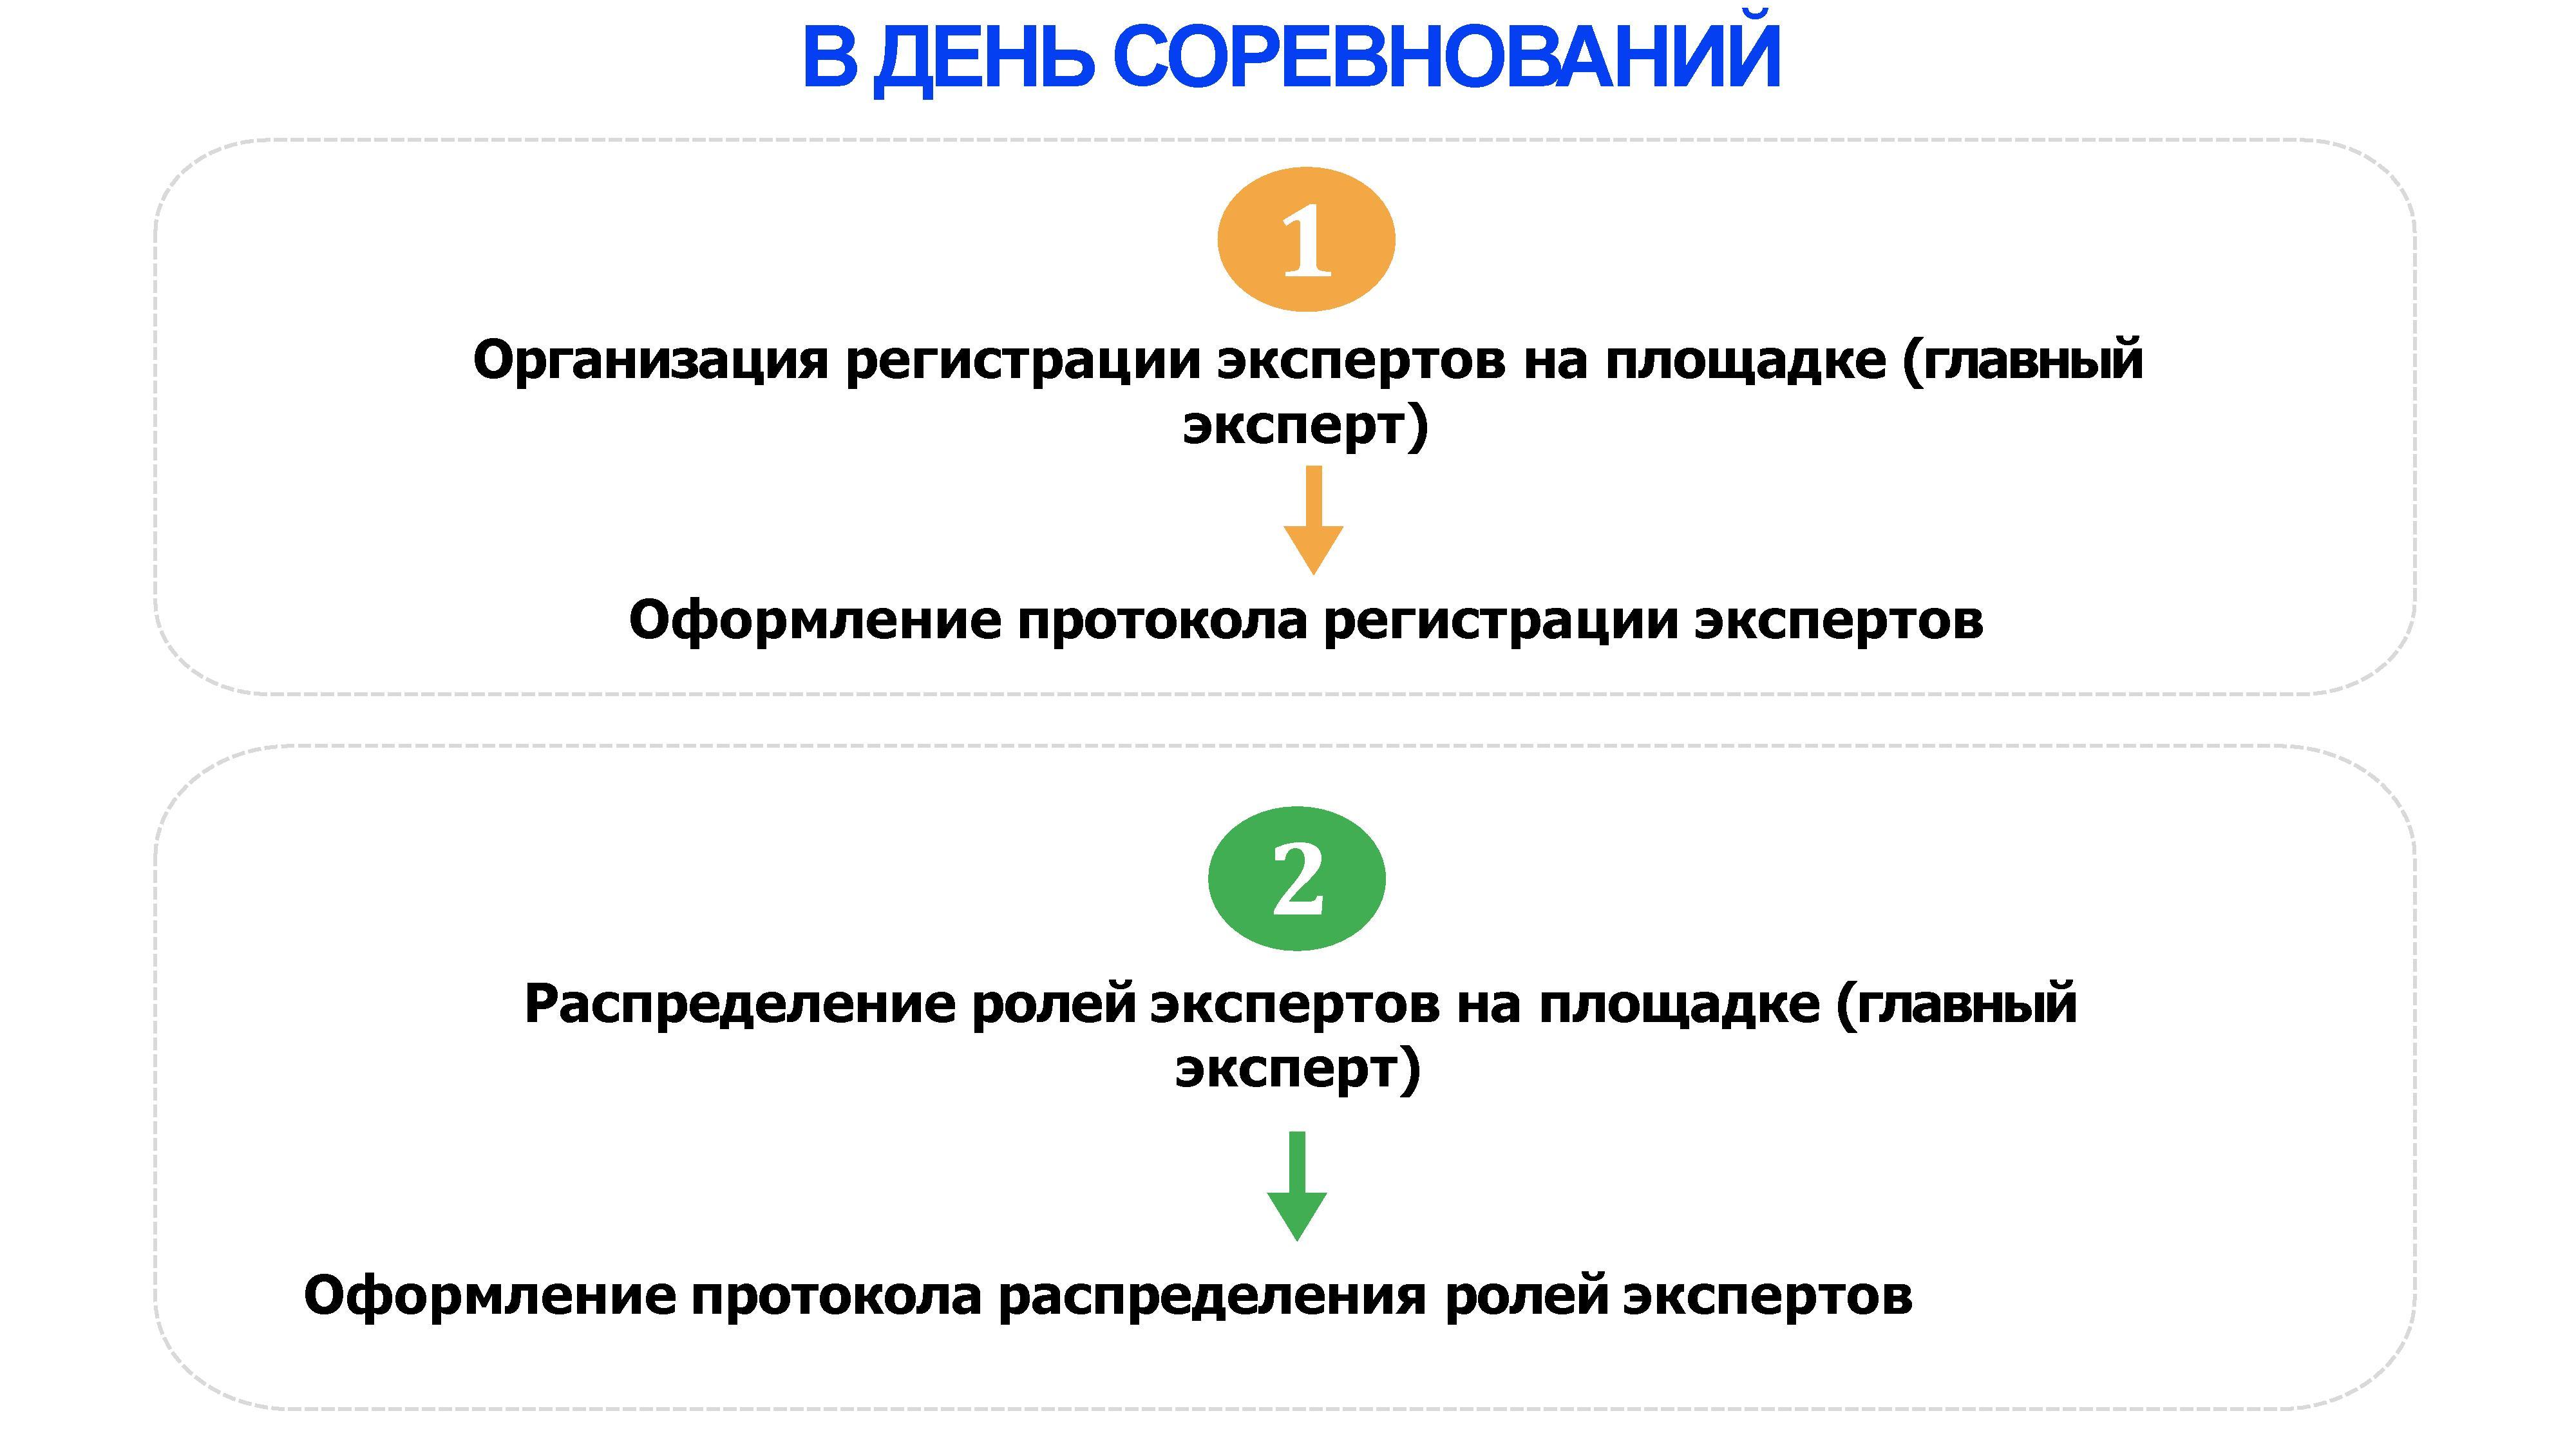 В ДЕНЬ СОРЕВНОВАНИЙ
1
Организация регистрации экспертов на площадке (главный
эксперт)
Оформление протокола регистрации экспертов
2
Распределение ролей экспертов на площадке (главный
эксперт)
Оформление протокола распределения ролей экспертов